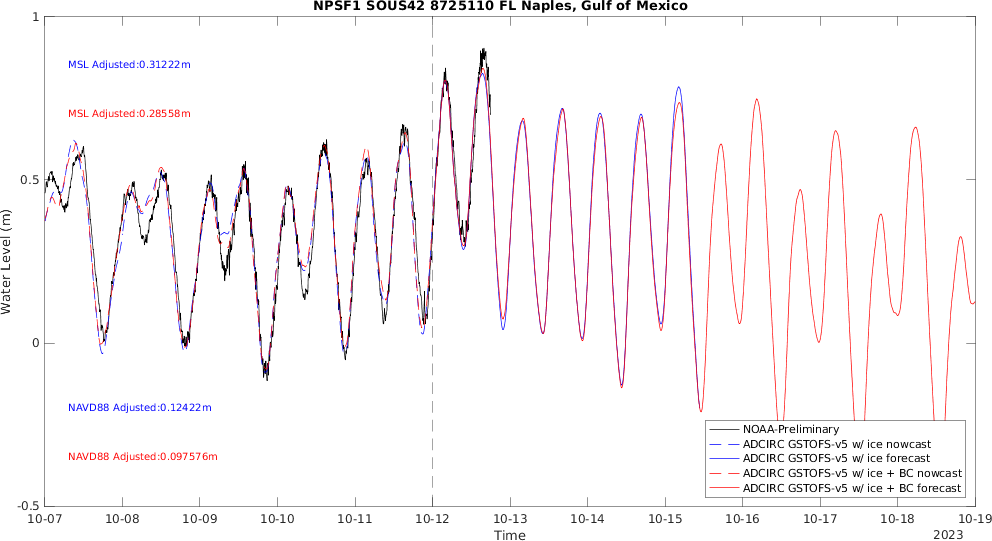 NPSF1 SOUS42 8725110 FL Naples, Gulf of Mexico
1
MSL Adjusted:0.31222m
MSL Adjusted:0.28558m
0.5
Water Level (m)
0
NAVD88 Adjusted:0.12422m
NAVD88 Adjusted:0.097576m
NOAA-Preliminary
ADCIRC GSTOFS-v5 w/ ice nowcast
ADCIRC GSTOFS-v5 w/ ice forecast
ADCIRC GSTOFS-v5 w/ ice + BC nowcast
ADCIRC GSTOFS-v5 w/ ice + BC forecast
-0.5
10-07 10-08 10-09 10-10 10-11 10-12 10-13 10-14 10-15 10-16 10-17 10-18 10-19
Time
2023